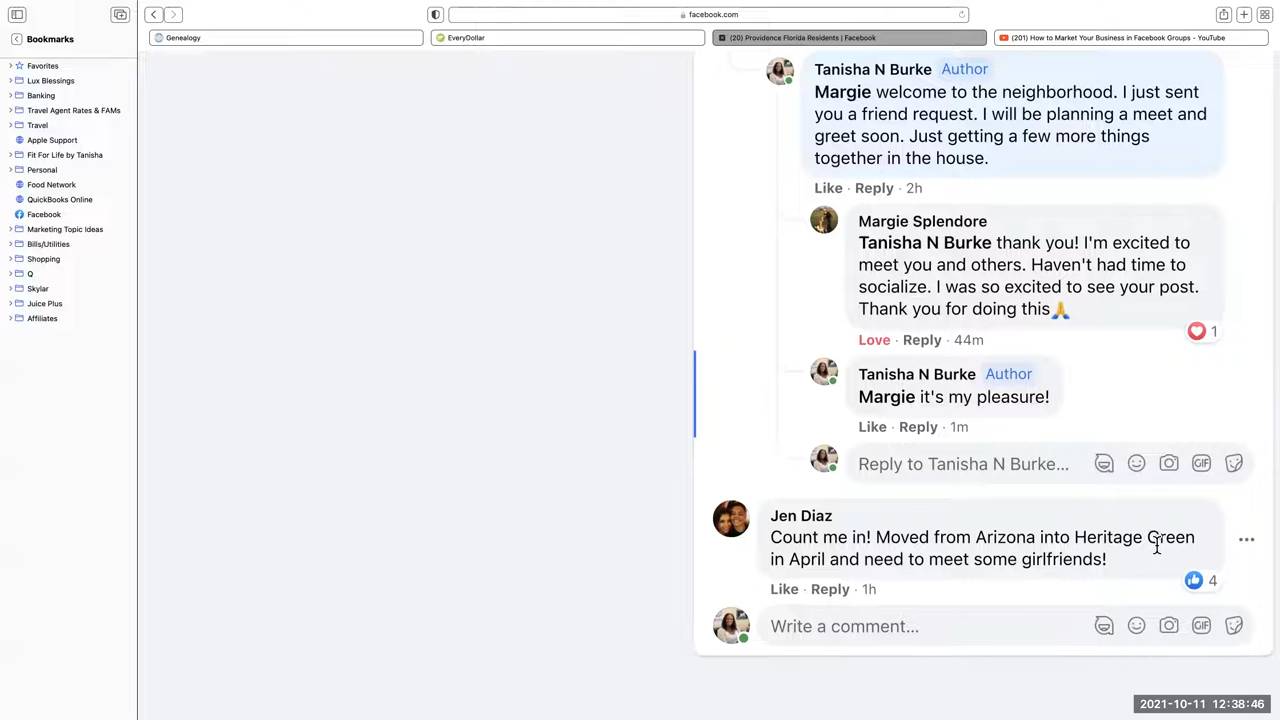 facebook.com
Bookmarks
Genealogy
EveryDollar
(20) Providence Florida Residents | Facebook
(201) How to Market Your Business in Facebook Groups - YouTube
Favorites
Lux Blessings
Banking
Travel Agent Rates & FAMs
Travel
Apple Support
Fit For Life by Tanisha
Personal
Food Network
QuickBooks Online
Facebook
Marketing Topic Ideas
Bills/Utilities
Shopping
Q
Skylar
Juice Plus
Affiliates
Tanisha N Burke Author
Margie welcome to the neighborhood. I just sent
you a friend request. I will be planning a meet and
greet soon. Just getting a few more things
together in the house.
Like · Reply · 2h
Margie Splendore
Tanisha N Burke thank you! I'm excited to
meet you and others. Haven't had time to
socialize. I was so excited to see your post.
Thank you for doing this🙏
1
Love · Reply · 44m
Tanisha N Burke Author
Margie it's my pleasure!
Like · Reply · 1m
Reply to Tanisha N Burke...
GIF
Jen Diaz
Count me in! Moved from Arizona into Heritage Green
in April and need to meet some girlfriends!
4
Like · Reply · 1h
Write a comment...
GIF
2021-10-11 12:38:46